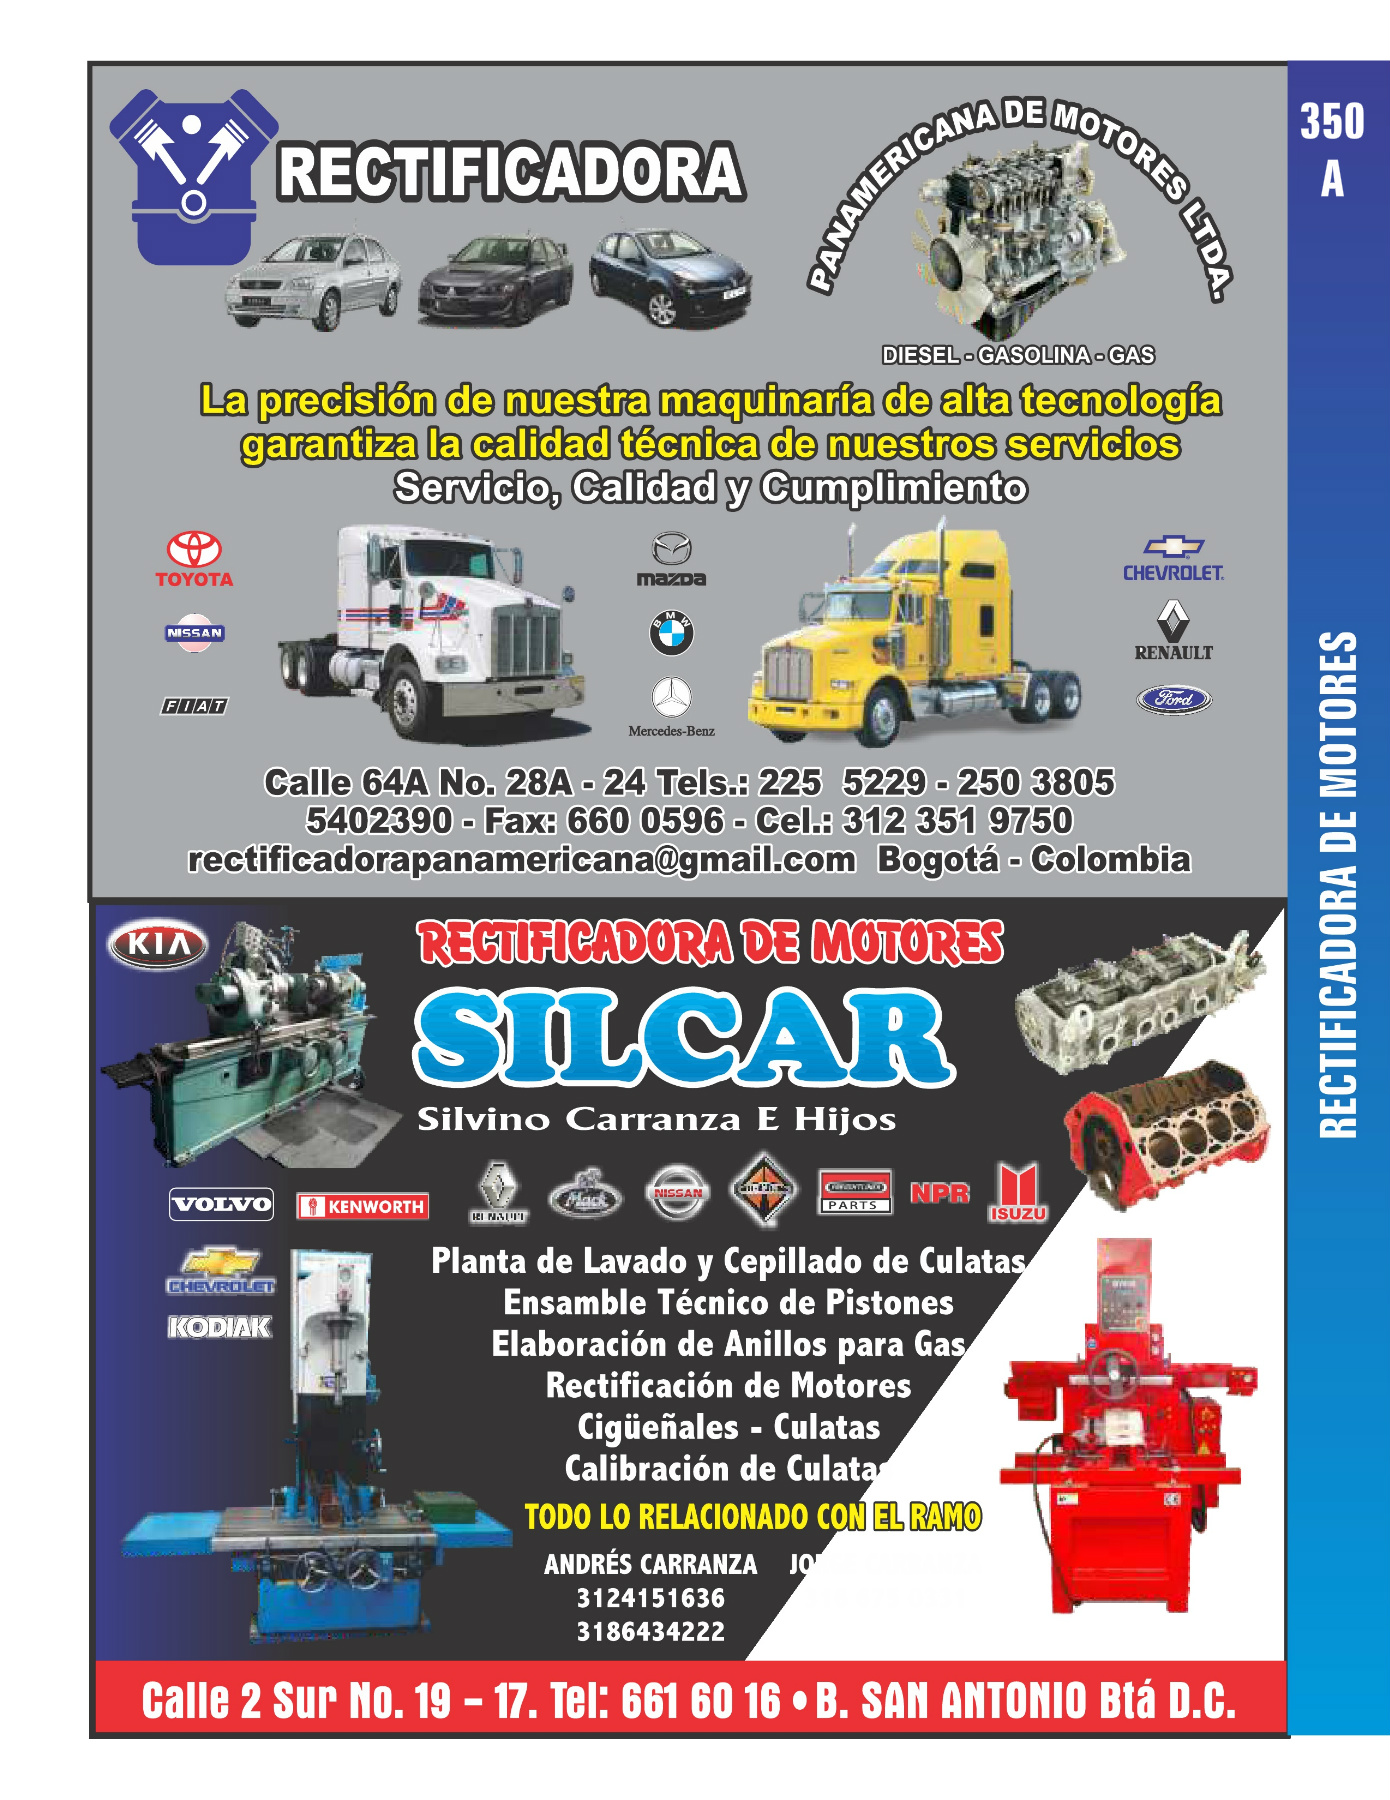 350
A
RECTIFICADORA DE MOTORES
RECTIFICADORA
PANAMERICANA DE MOTORES LTDA.
DIESEL - GASOLINA - GAS
La precisión de nuestra maquinaría de alta tecnología
garantiza la calidad técnica de nuestros servicios
Servicio, Calidad y Cumplimiento
TOYOTA
NISSAN
FIAT
mazda
BMW
Mercedes-Benz
CHEVROLET
RENAULT
Ford
Calle 64A No. 28A - 24 Tels.: 225 5229 - 250 3805
5402390 - Fax: 660 0596 - Cel.: 312 351 9750
rectificadorapanamericana@gmail.com Bogotá - Colombia
KIA
RECTIFICADORA DE MOTORES
SILCAR
Silvino Carranza E Hijos
VOLVO
KENWORTH
RENAULT
Mack
NISSAN
FREIGHTLINER
PARTS
NPR
ISUZU
CHEVROLET
KODIAK
Planta de Lavado y Cepillado de Culatas
Ensamble Técnico de Pistones
Elaboración de Anillos para Gas
Rectificación de Motores
Cigüeñales - Culatas
Calibración de Culatas
TODO LO RELACIONADO CON EL RAMO
ANDRÉS CARRANZA
3124151636
3186434222
Calle 2 Sur No. 19 – 17. Tel: 661 60 16 • B. SAN ANTONIO Btá D.C.